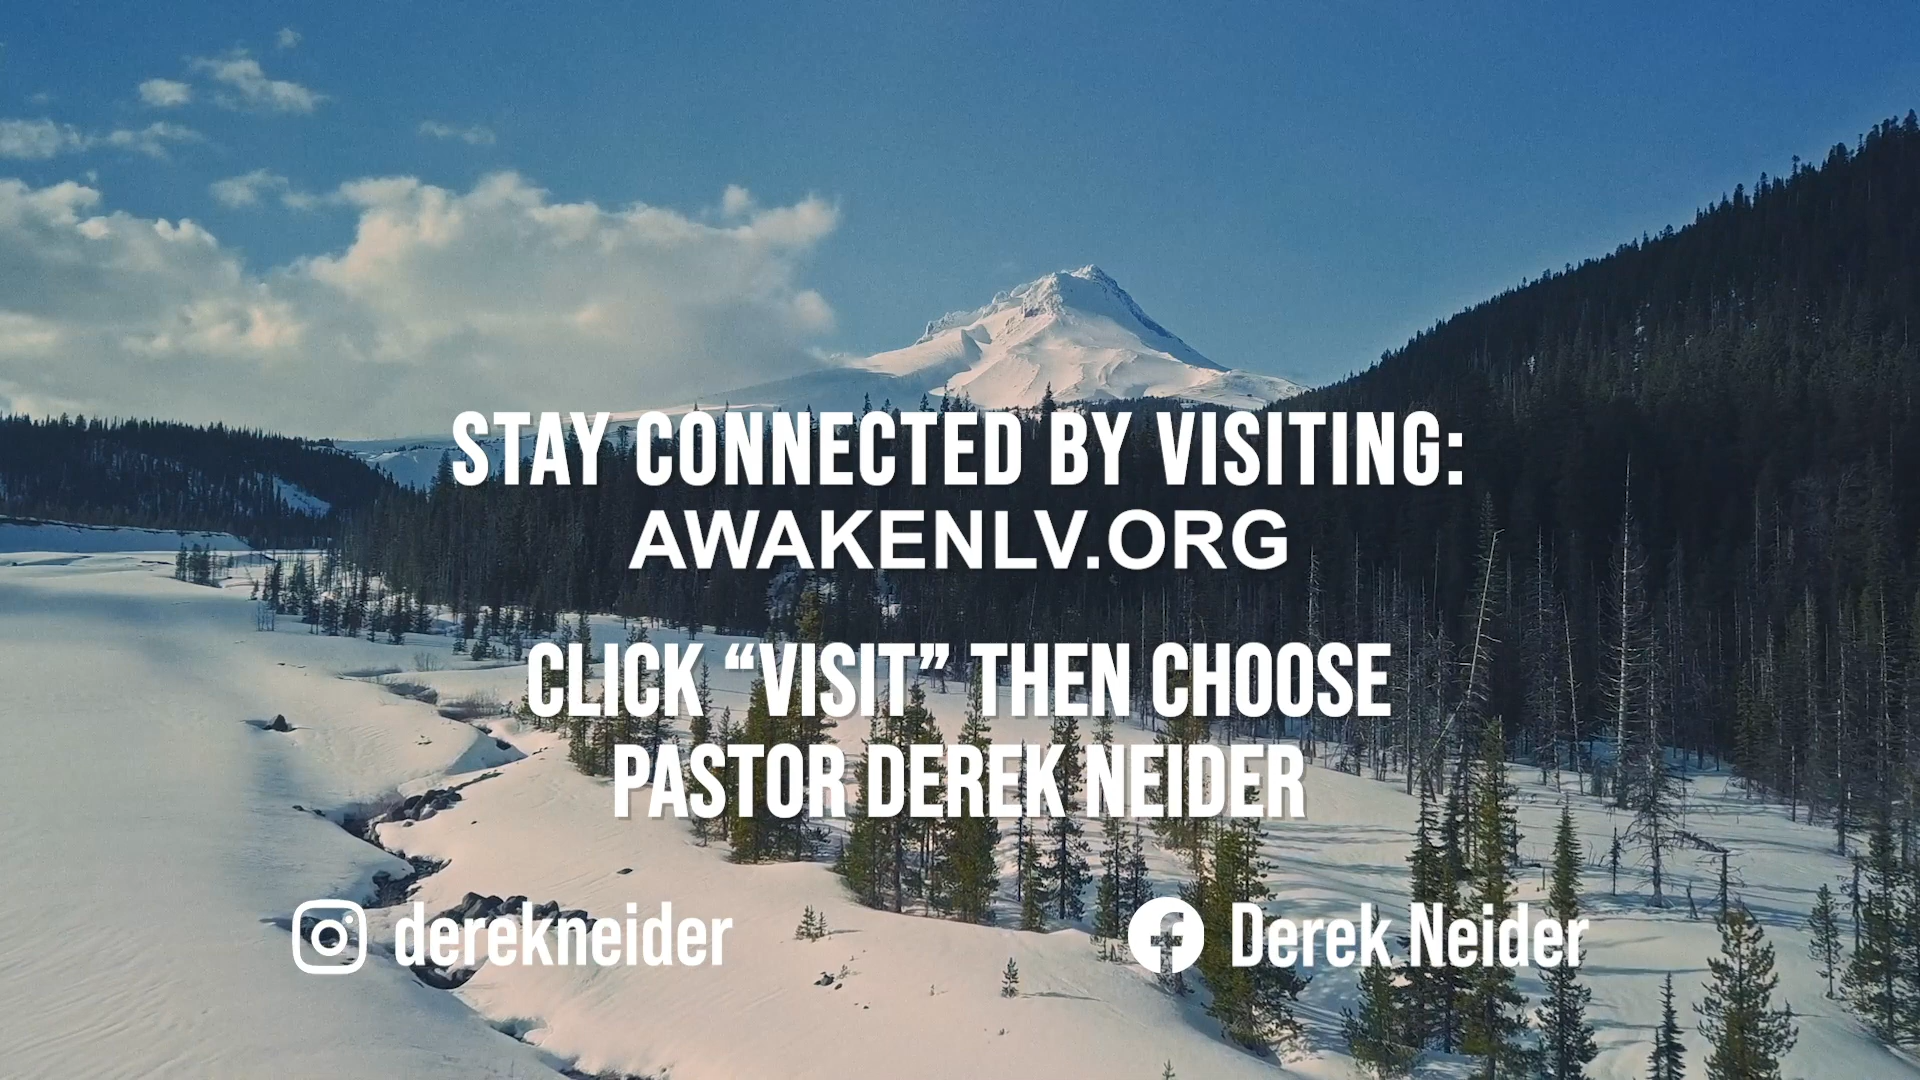 STAY CONNECTED BY VISITING:
AWAKENLV.ORG
CLICK “VISIT” THEN CHOOSE
PASTOR DEREK NEIDER
derekneider
Derek Neider